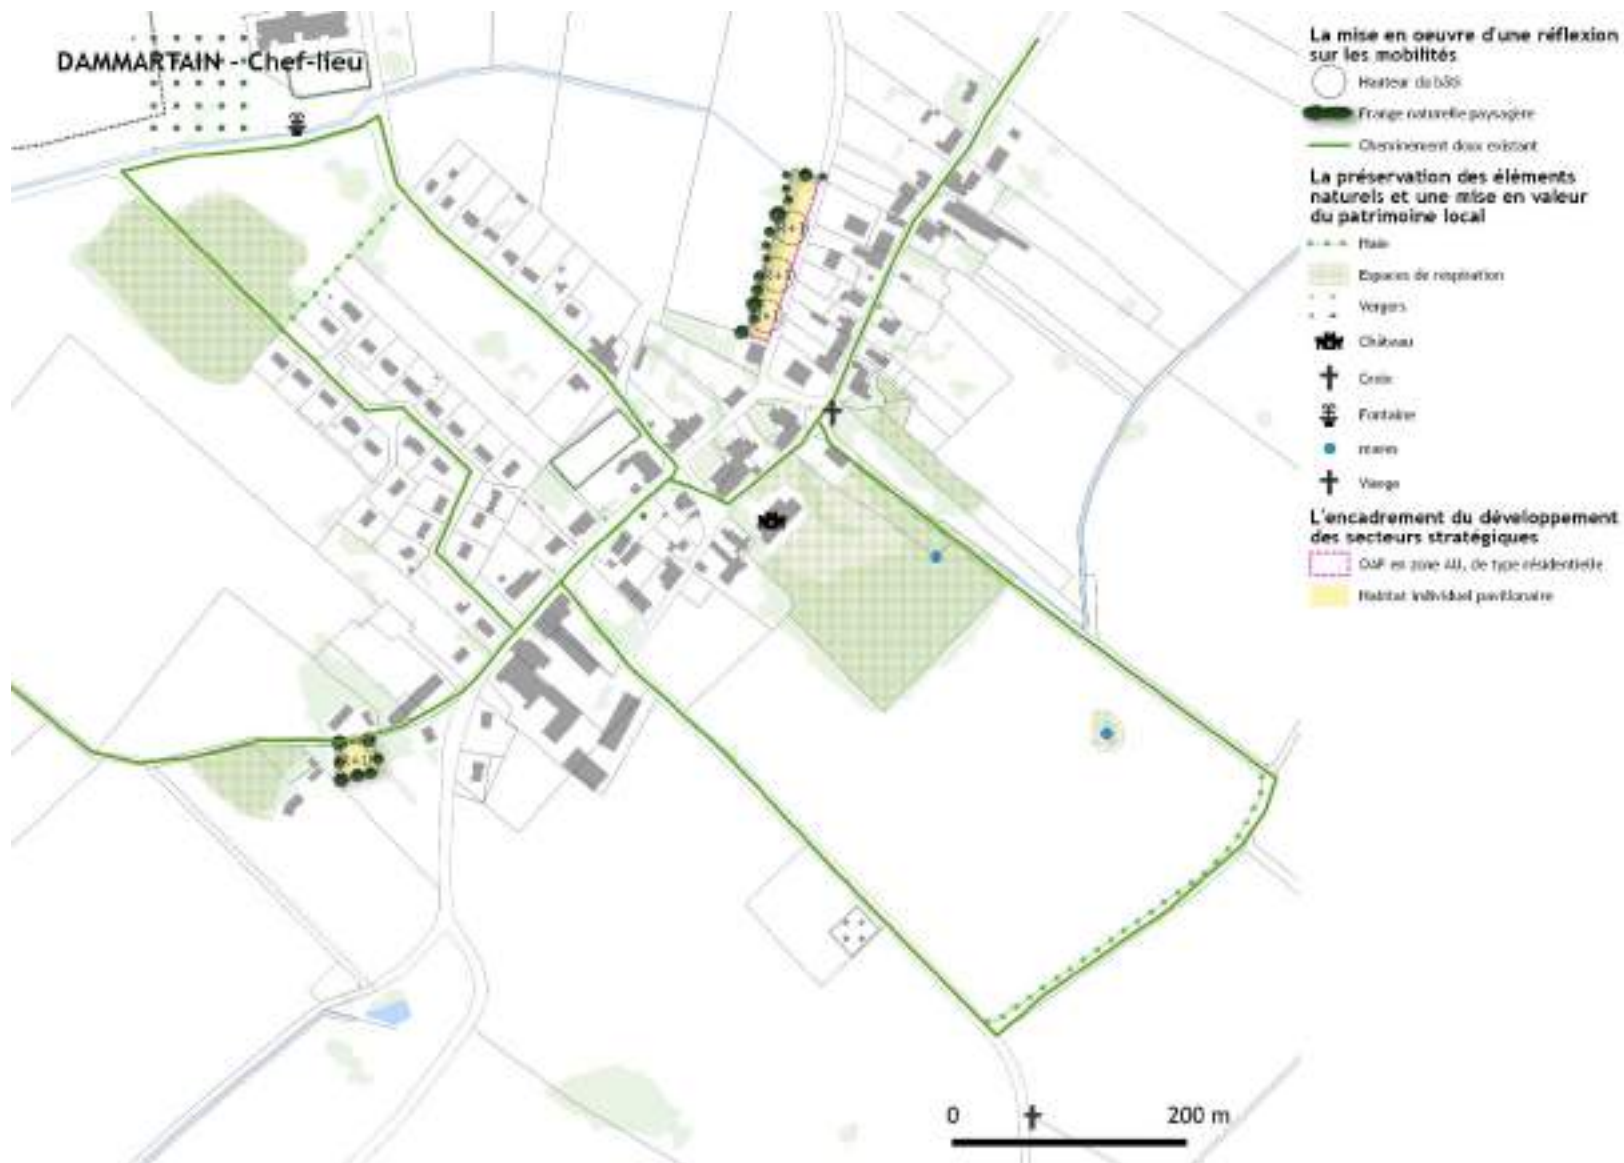 DAMMARTAIN - Chef-lieu
La mise en oeuvre d'une réflexion
sur les mobilités
Hauteur du bâti
Frange naturelle paysagère
Cheminement doux existant
La préservation des éléments
naturels et une mise en valeur
du patrimoine local
Haie
Espaces de respiration
Vergers
Château
Croix
Fontaine
mares
Vierge
L'encadrement du développement
des secteurs stratégiques
OAP en zone AU, de type résidentielle
Habitat individuel pavillonaire
R+1
0
200 m